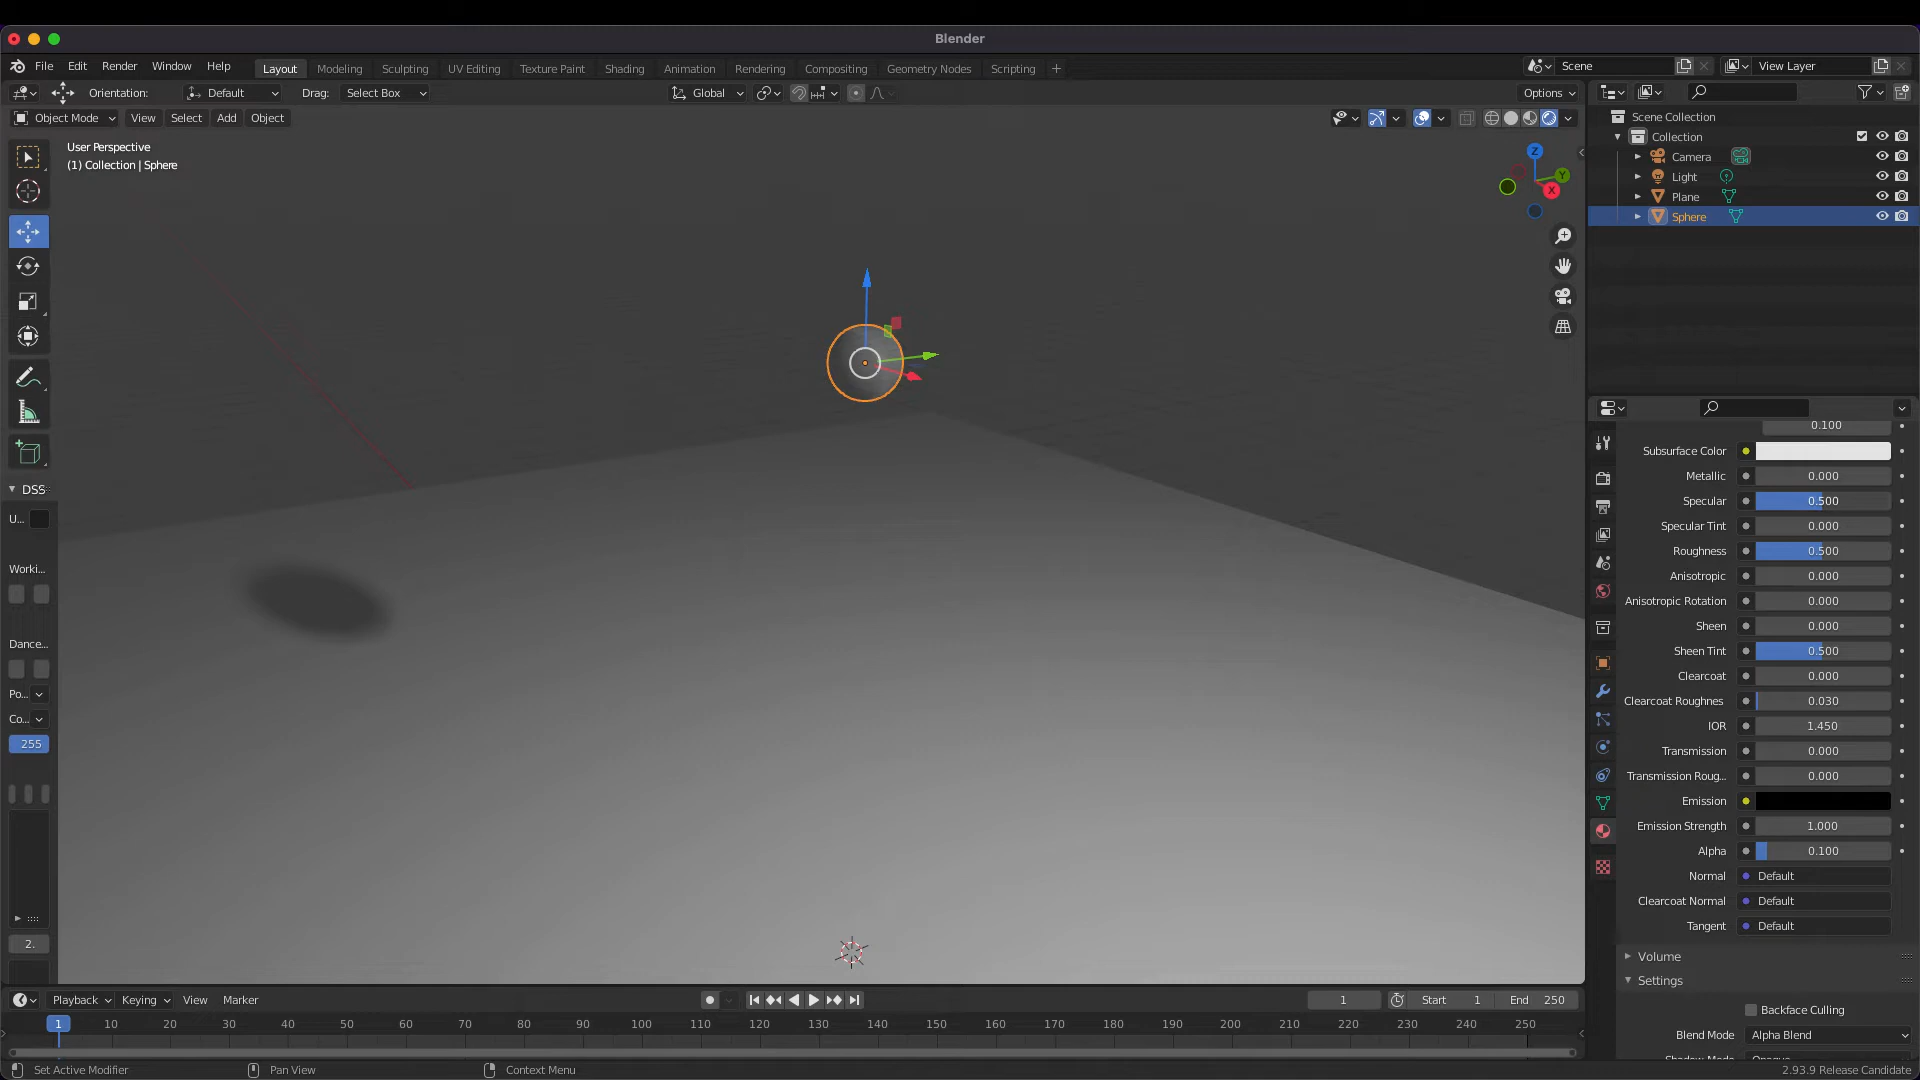 Blender
File Edit Render Window Help
Layout Modeling Sculpting UV Editing Texture Paint Shading Animation Rendering Compositing Geometry Nodes Scripting +
Scene
View Layer
Orientation: Default Drag: Select Box
Global
Options
Object Mode View Select Add Object
User Perspective
(1) Collection | Sphere
Z
Y
X
Scene Collection
Collection
Camera
Light
Plane
Sphere
0.100
Subsurface Color
Metallic 0.000
Specular 0.500
Specular Tint 0.000
Roughness 0.500
Anisotropic 0.000
Anisotropic Rotation 0.000
Sheen 0.000
Sheen Tint 0.500
Clearcoat 0.000
Clearcoat Roughnes 0.030
IOR 1.450
Transmission 0.000
Transmission Roug... 0.000
Emission
Emission Strength 1.000
Alpha 0.100
Normal Default
Clearcoat Normal Default
Tangent Default
Volume
Settings
Backface Culling
Blend Mode Alpha Blend
DSS
U...
Worki...
Dance...
Po...
Co...
255
2.
Playback Keying View Marker
1
Start 1 End 250
1 10 20 30 40 50 60 70 80 90 100 110 120 130 140 150 160 170 180 190 200 210 220 230 240 250
Set Active Modifier
Pan View
Context Menu
2.93.9 Release Candidate